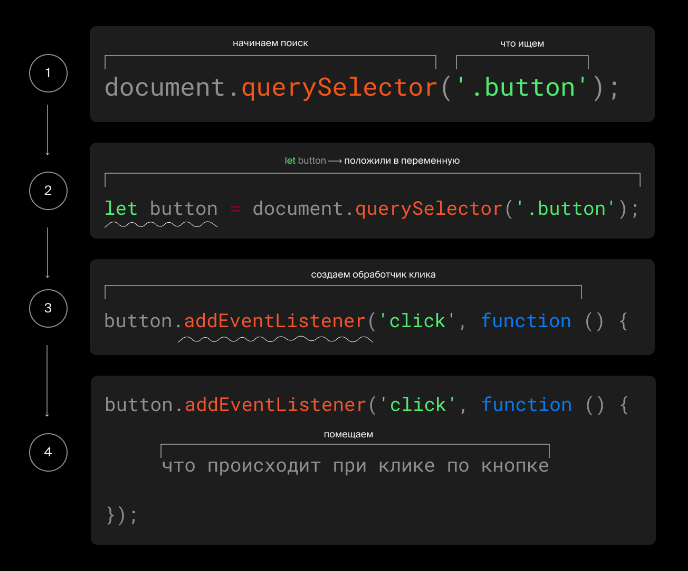 начинаем поиск
что ищем
1
document.querySelector('.button');
let button ⟶ положили в переменную
2
let button = document.querySelector('.button');
создаем обработчик клика
3
button.addEventListener('click', function () {
button.addEventListener('click', function () {
помещаем
4
что происходит при клике по кнопке
});